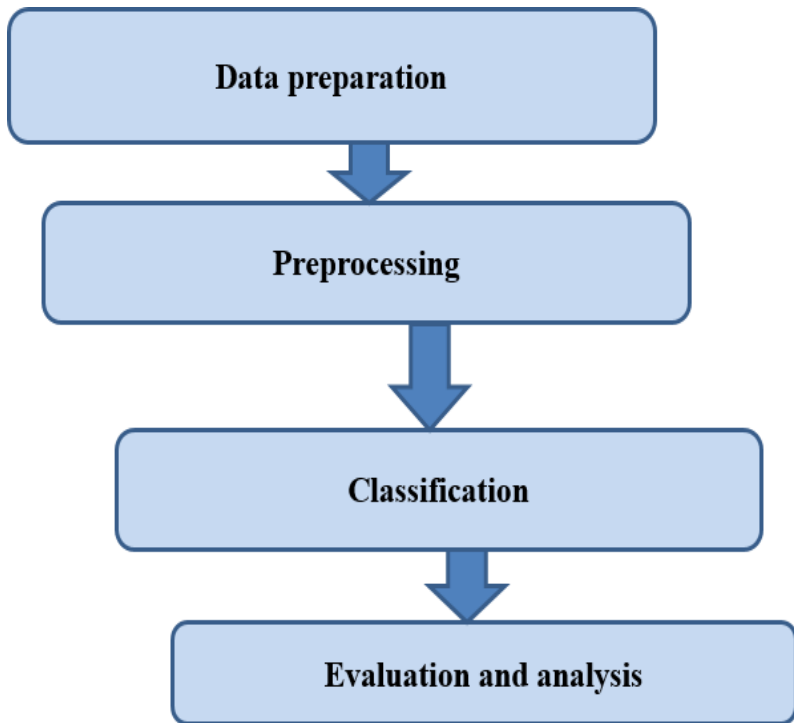 Data preparation
Preprocessing
Classification
Evaluation and analysis